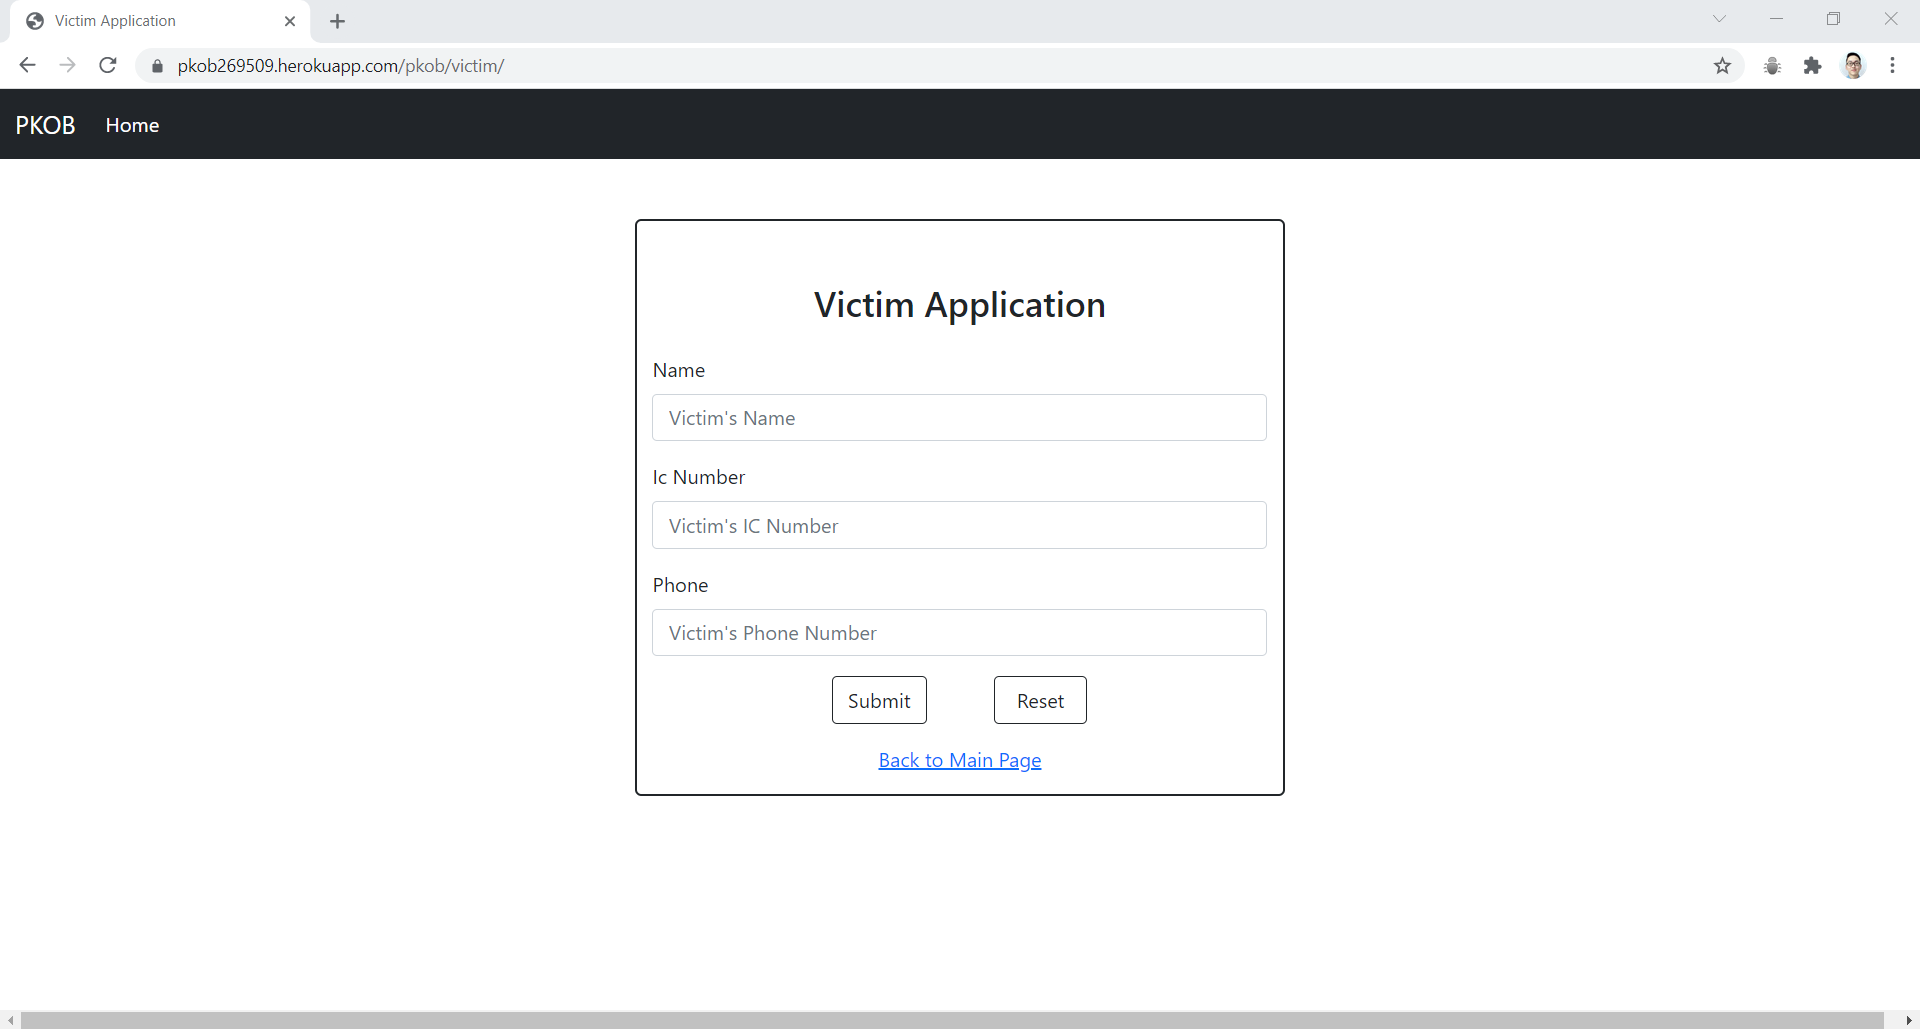 Victim Application
pkob269509.herokuapp.com/pkob/victim/
PKOB Home
Victim Application
Name
Victim's Name
Ic Number
Victim's IC Number
Phone
Victim's Phone Number
Submit Reset
Back to Main Page